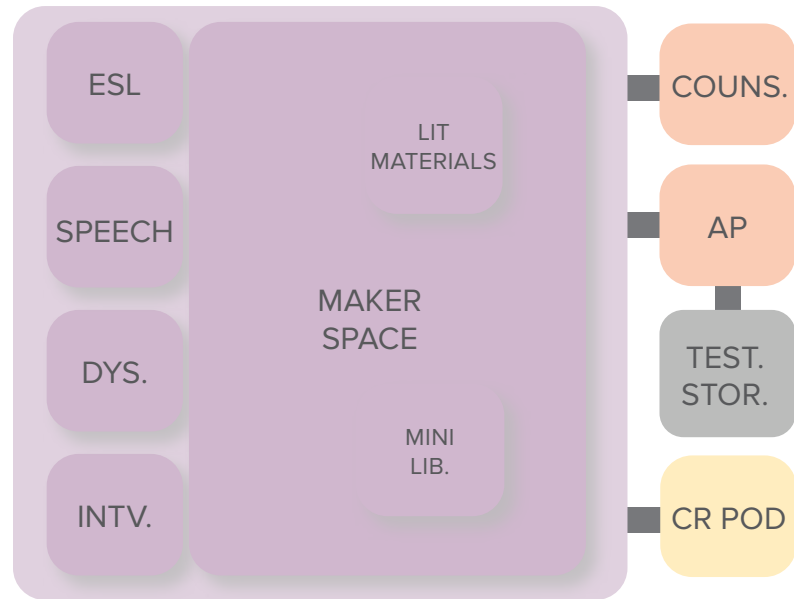 ESL
SPEECH
DYS.
INTV.
LIT
MATERIALS
MAKER
SPACE
MINI
LIB.
COUNS.
AP
TEST.
STOR.
CR POD